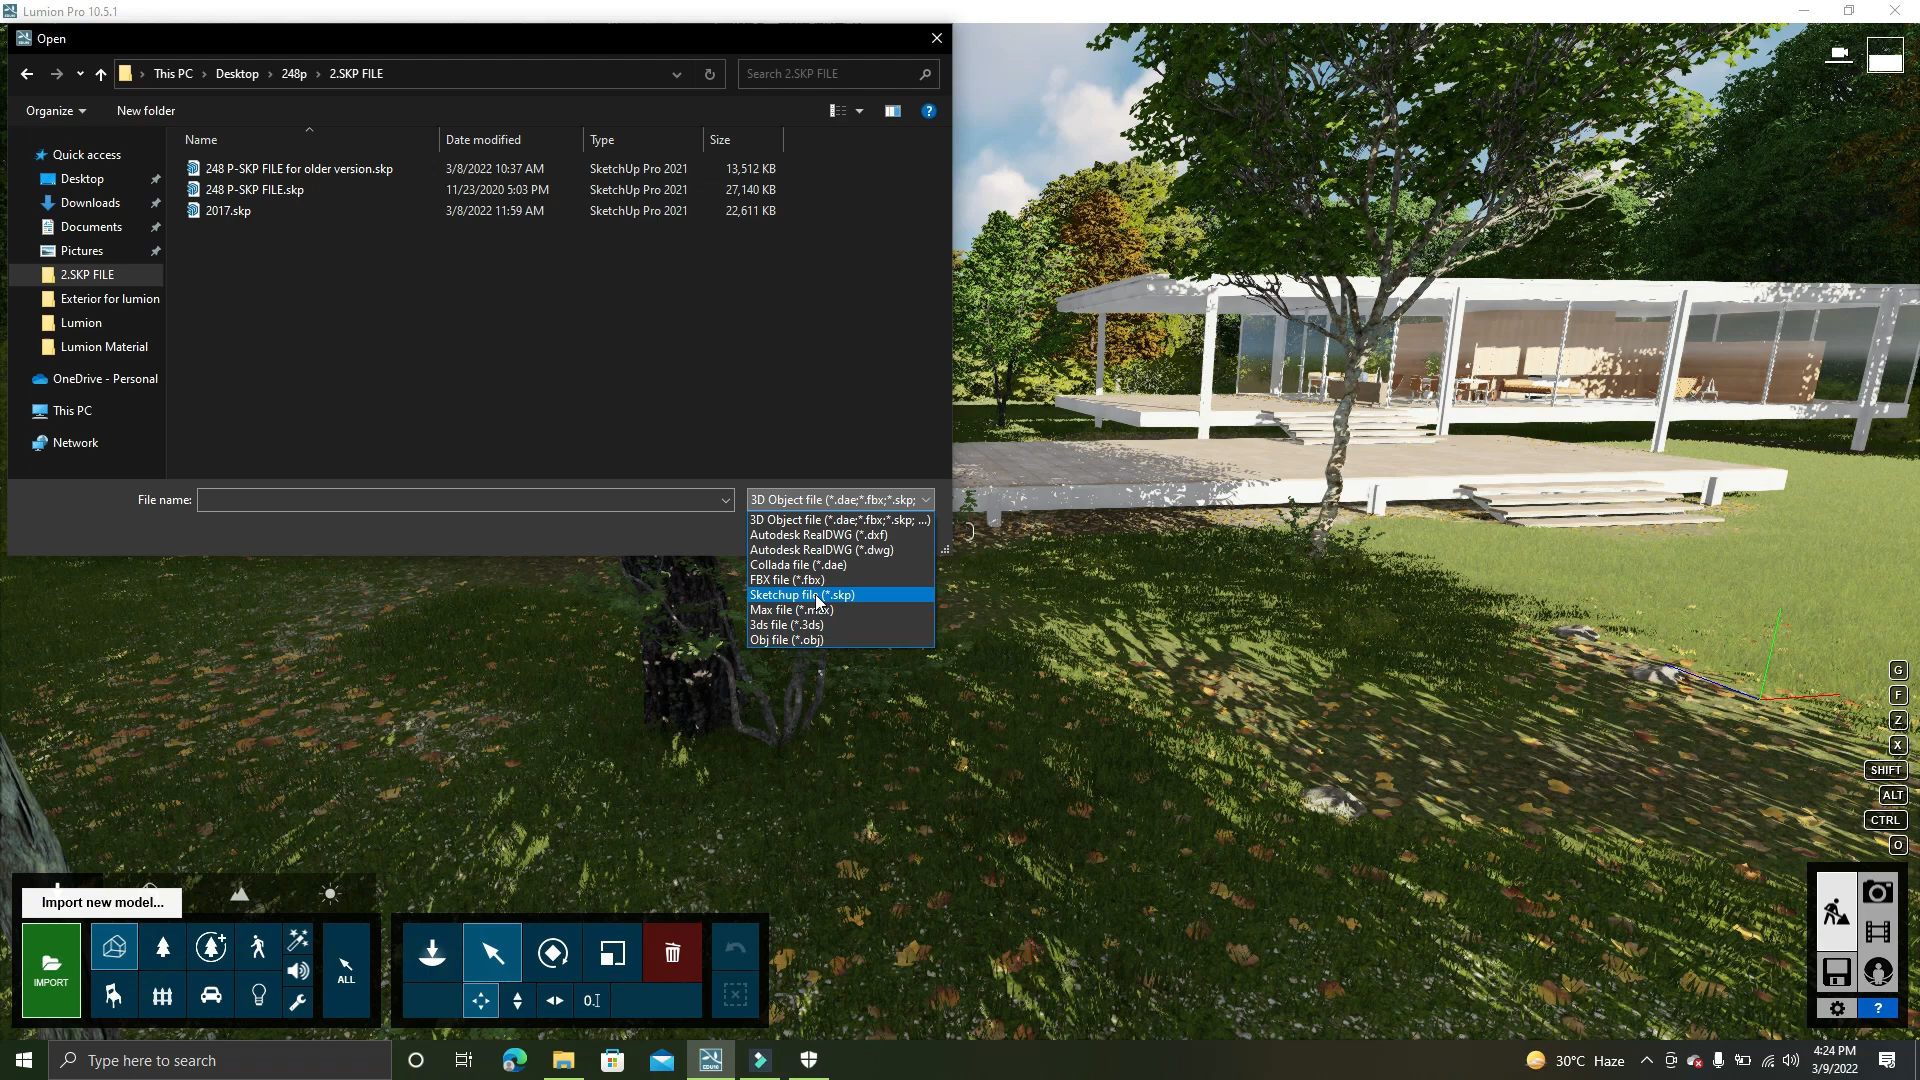 Lumion Pro 10.5.1
Open
This PC
Desktop
248p
2.SKP FILE
Search 2.SKP FILE
Organize
New folder
Name
Date modified
Type
Size
Quick access
Desktop
Downloads
Documents
Pictures
2.SKP FILE
Exterior for lumion
Lumion
Lumion Material
OneDrive - Personal
This PC
Network
248 P-SKP FILE for older version.skp 3/8/2022 10:37 AM SketchUp Pro 2021 13,512 KB
248 P-SKP FILE.skp 11/23/2020 5:03 PM SketchUp Pro 2021 27,140 KB
2017.skp 3/8/2022 11:59 AM SketchUp Pro 2021 22,611 KB
File name:
3D Object file (*.dae;*.fbx;*.skp;
3D Object file (*.dae;*.fbx;*.skp; ...)
Autodesk RealDWG (*.dxf)
Autodesk RealDWG (*.dwg)
Collada file (*.dae)
FBX file (*.fbx)
Sketchup file (*.skp)
Max file (*.max)
3ds file (*.3ds)
Obj file (*.obj)
G
F
Z
X
SHIFT
ALT
CTRL
O
Import new model...
IMPORT
ALL
?
Type here to search
EDU10
30°C Haze
4:24 PM
3/9/2022